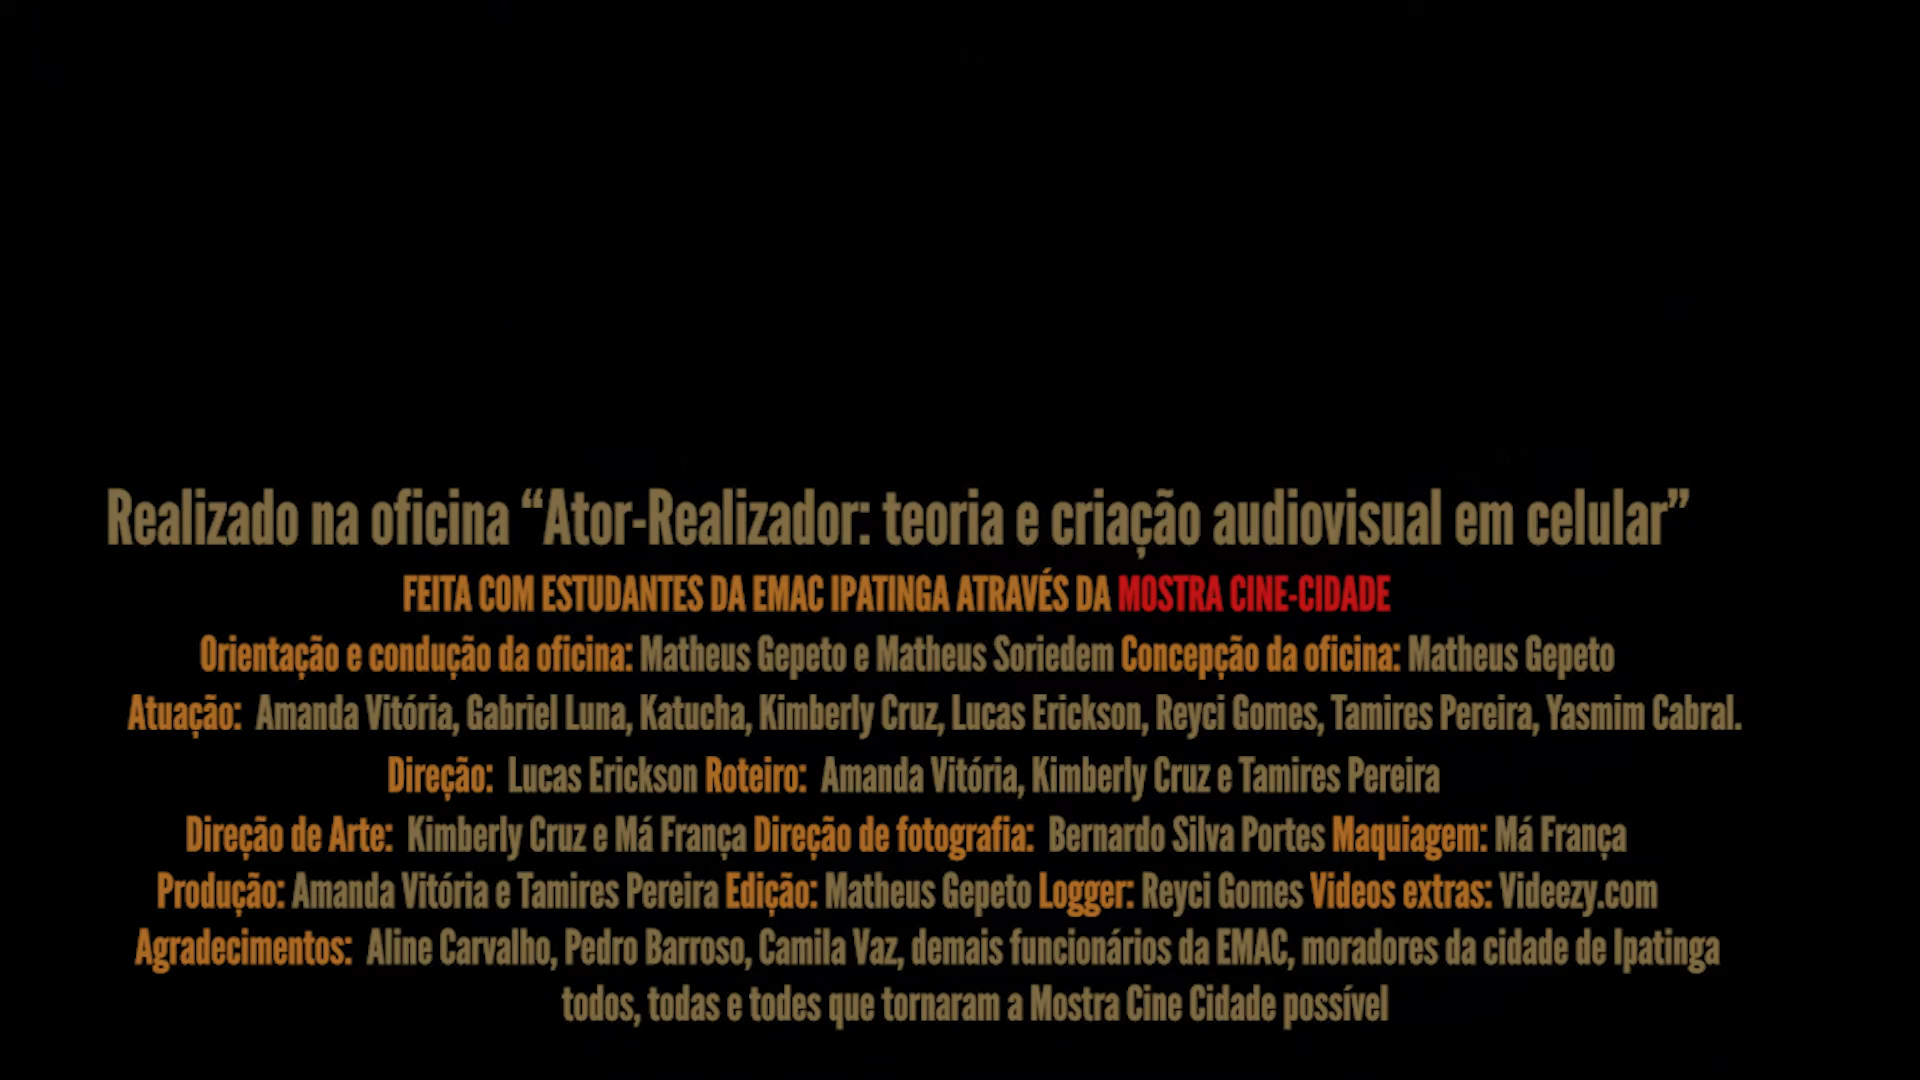 Realizado na oficina “Ator-Realizador: teoria e criação audiovisual em celular”
FEITA COM ESTUDANTES DA EMAC IPATINGA ATRAVÉS DA MOSTRA CINE-CIDADE
Orientação e condução da oficina: Matheus Gepeto e Matheus Soriedem Concepção da oficina: Matheus Gepeto
Atuação: Amanda Vitória, Gabriel Luna, Katucha, Kimberly Cruz, Lucas Erickson, Reyci Gomes, Tamires Pereira, Yasmim Cabral.
Direção: Lucas Erickson Roteiro: Amanda Vitória, Kimberly Cruz e Tamires Pereira
Direção de Arte: Kimberly Cruz e Má França Direção de fotografia: Bernardo Silva Portes Maquiagem: Má França
Produção: Amanda Vitória e Tamires Pereira Edição: Matheus Gepeto Logger: Reyci Gomes Videos extras: Videezy.com
Agradecimentos: Aline Carvalho, Pedro Barroso, Camila Vaz, demais funcionários da EMAC, moradores da cidade de Ipatinga
todos, todas e todes que tornaram a Mostra Cine Cidade possível